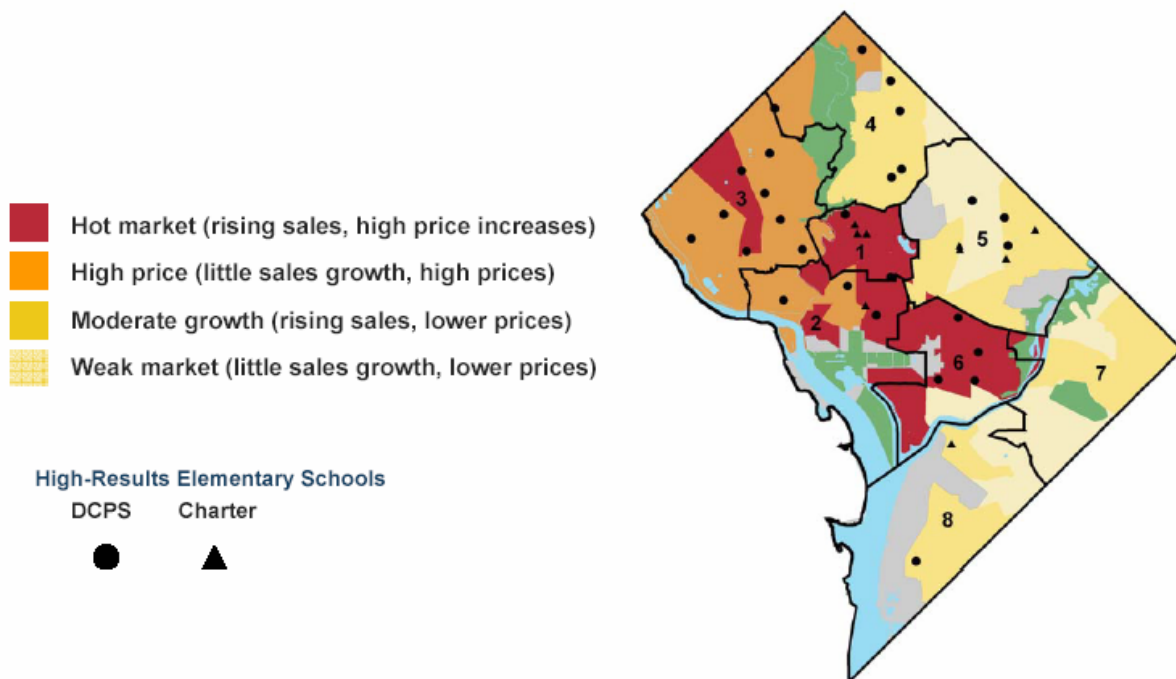 Hot market (rising sales, high price increases)
High price (little sales growth, high prices)
Moderate growth (rising sales, lower prices)
Weak market (little sales growth, lower prices)
High-Results Elementary Schools
DCPS Charter
4
3
1
5
2
6
7
8